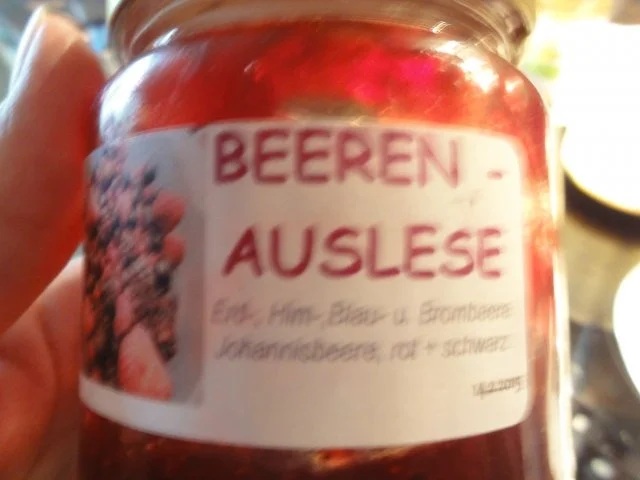 BEEREN -
AUSLESE
Erd-, Him-, Blau- u. Brombeere
Johannisbeere, rot + schwarz